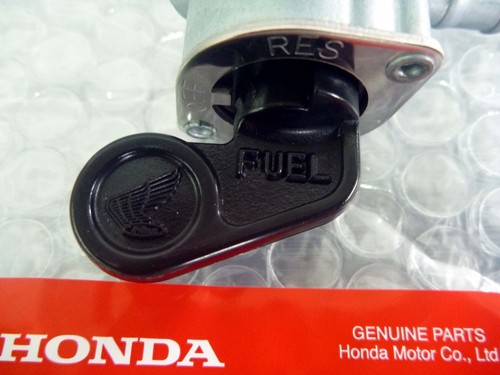 RES
FUEL
HONDA
GENUINE PARTS
Honda Motor Co., Ltd.